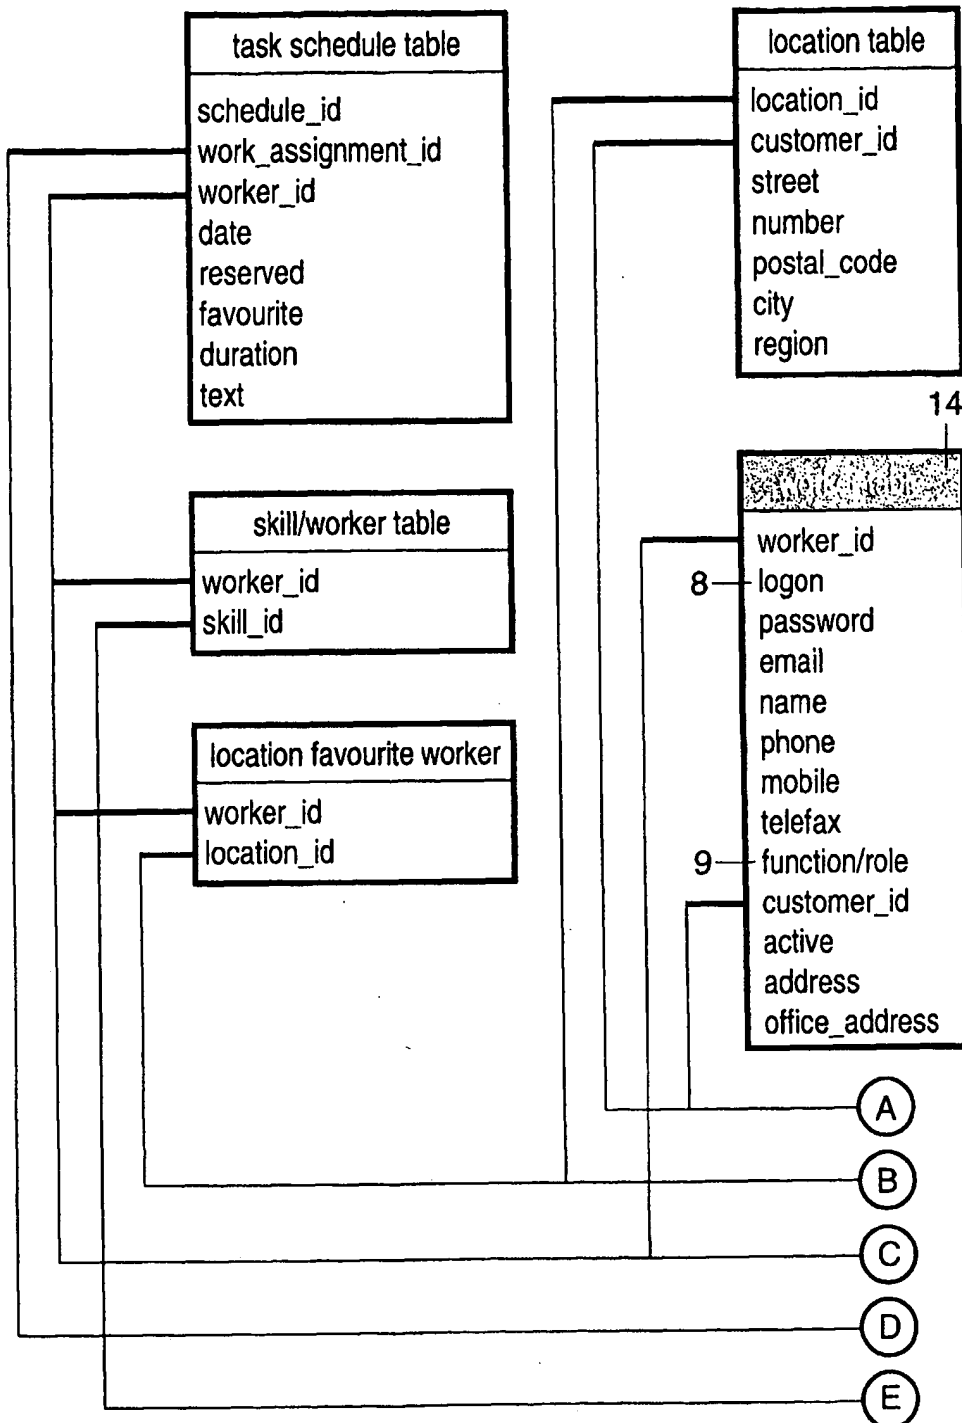 task schedule table
schedule_id
work_assignment_id
worker_id
date
reserved
favourite
duration
text
skill/worker table
worker_id
skill_id
location favourite worker
worker_id
location_id
location table
location_id
customer_id
street
number
postal_code
city
region
14
worker_id
8
logon
password
email
name
phone
mobile
telefax
9
function/role
customer_id
active
address
office_address
A
B
C
D
E